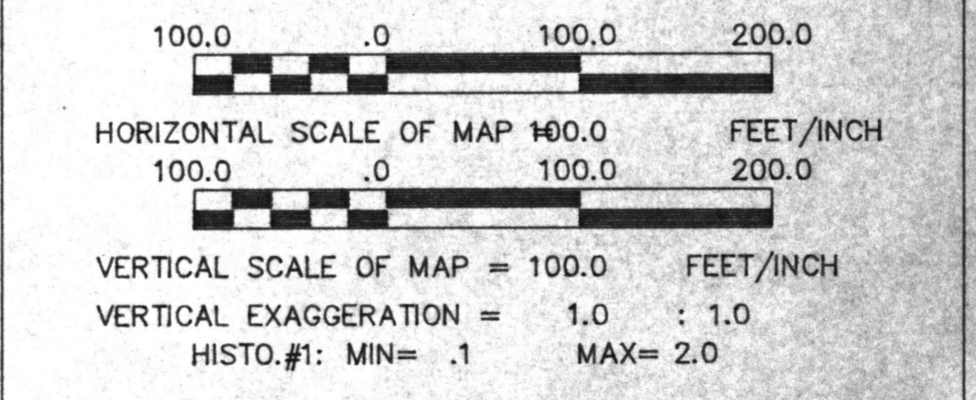 100.0 .0 100.0 200.0
HORIZONTAL SCALE OF MAP =100.0 FEET/INCH
100.0 .0 100.0 200.0
VERTICAL SCALE OF MAP = 100.0 FEET/INCH
VERTICAL EXAGGERATION = 1.0 : 1.0
HISTO.#1: MIN= .1 MAX= 2.0